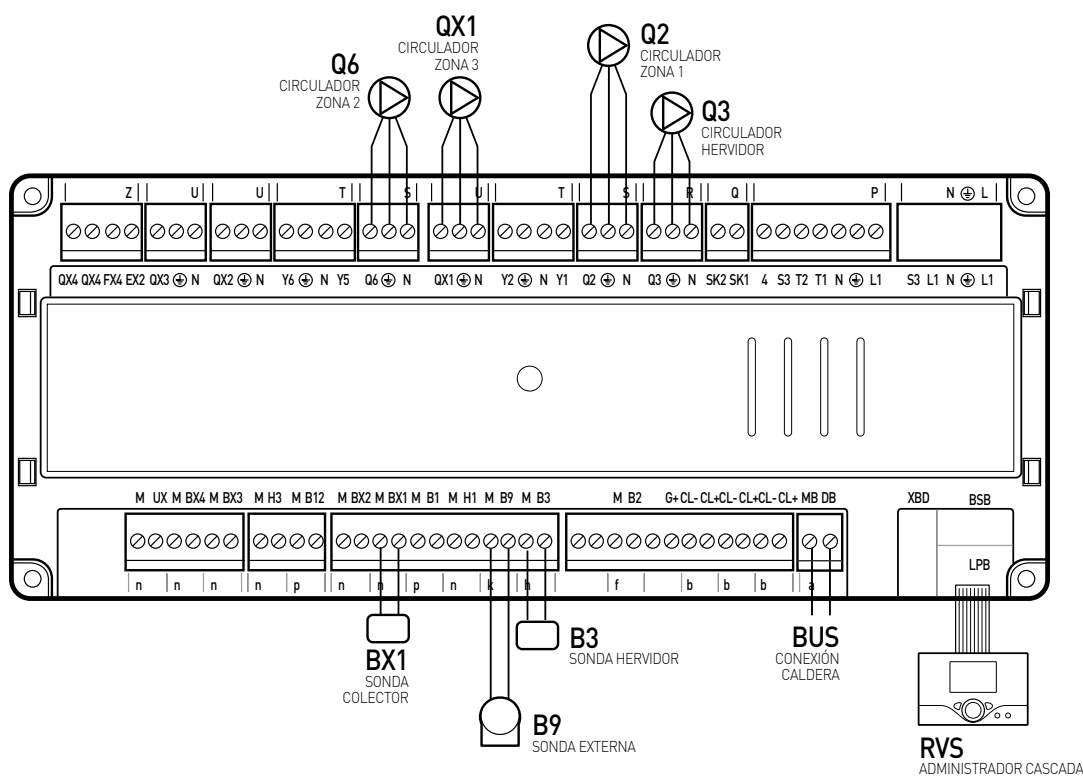 QX1
CIRCULADOR
ZONA 3
Q2
CIRCULADOR
ZONA 1
Q6
CIRCULADOR
ZONA 2
Q3
CIRCULADOR
HERVIDOR
Z U U T S U T S R Q P N L
QX4 QX4 FX4 EX2 QX3 N QX2 N Y6 N Y5 Q6 N QX1 N Y2 N Y1 Q2 N Q3 N SK2 SK1 4 S3 T2 T1 N L1 S3 L1 N L1
M UX M BX4 M BX3 M H3 M B12 M BX2 M BX1 M B1 M H1 M B9 M B3 M B2 G+ CL- CL+ CL- CL+ CL- CL+ MB DB XBD BSB
LPB
n n n n p n n p n k h f b b b a
BX1
SONDA
COLECTOR
B3
SONDA HERVIDOR
B9
SONDA EXTERNA
BUS
CONEXIÓN
CALDERA
RVS
ADMINISTRADOR CASCADA